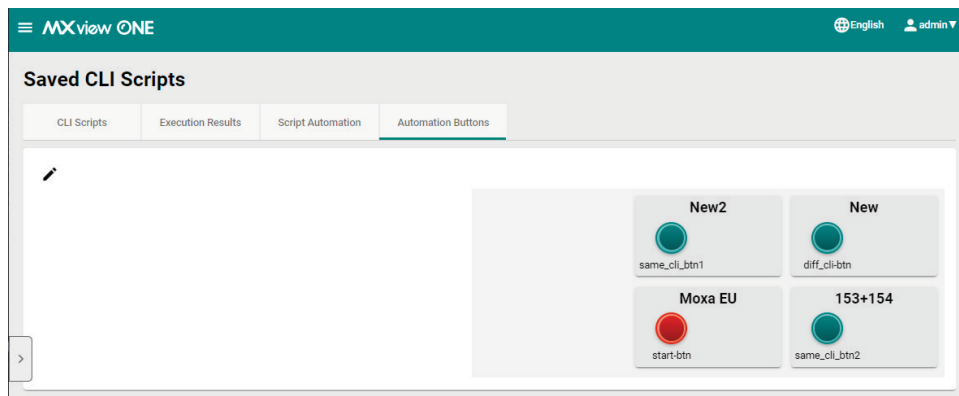 MXview ONE
English
admin
Saved CLI Scripts
CLI Scripts
Execution Results
Script Automation
Automation Buttons
New2
New
same_cli_btn1
diff_cli-btn
Moxa EU
153+154
start-btn
same_cli_btn2